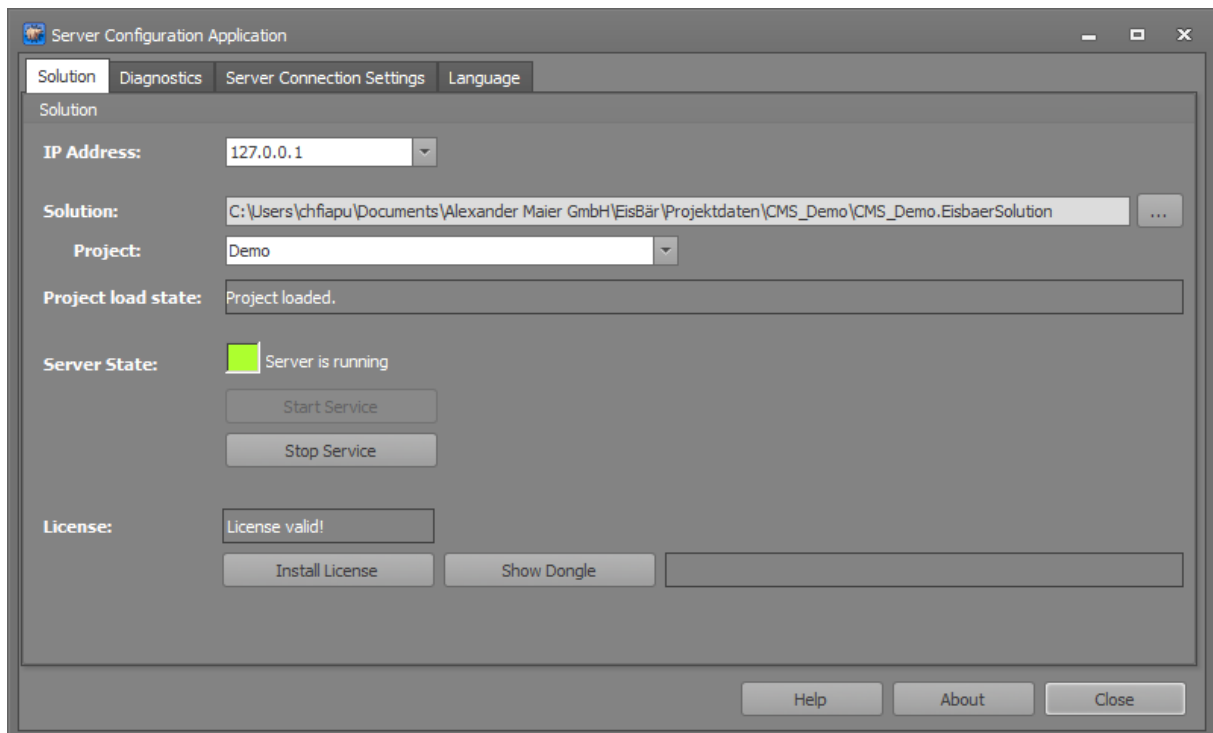 Server Configuration Application
Solution Diagnostics Server Connection Settings Language
Solution
IP Address: 127.0.0.1
Solution: C:\Users\chfiapu\Documents\Alexander Maier GmbH\EisBär\Projektdaten\CMS_Demo\CMS_Demo.EisbaerSolution ...
Project: Demo
Project load state: Project loaded.
Server State: Server is running
Start Service
Stop Service
License: License valid!
Install License Show Dongle
Help About Close